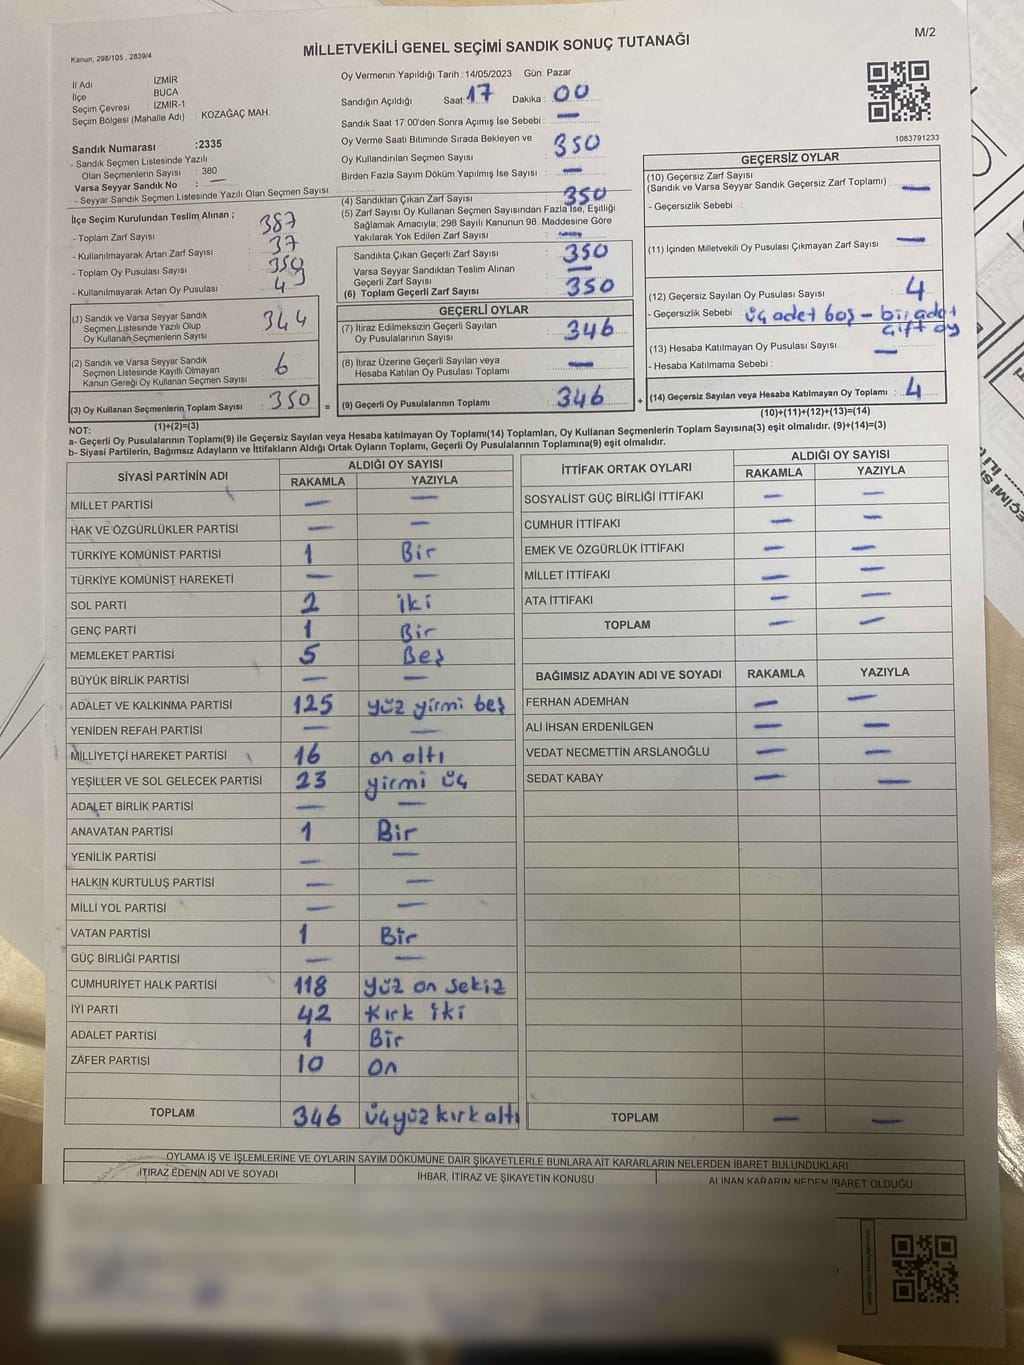 M/2
Kanun, 298/105 , 2839/4
MİLLETVEKİLİ GENEL SEÇİMİ SANDIK SONUÇ TUTANAĞI
İl Adı : İZMİR
İlçe : BUCA
Seçim Çevresi : İZMİR-1
Seçim Bölgesi (Mahalle Adı) : KOZAĞAÇ MAH.
Sandık Numarası :2335
- Sandık Seçmen Listesinde Yazılı
Olan Seçmenlerin Sayısı : 380
Varsa Seyyar Sandık No : —
- Seyyar Sandık Seçmen Listesinde Yazılı Olan Seçmen Sayısı.
Oy Vermenin Yapıldığı Tarih :14/05/2023 Gün: Pazar
Sandığın Açıldığı Saat : 17 Dakika : 00
Sandık Saat 17:00'den Sonra Açımış İse Sebebi : —
Oy Verme Saati Bitiminde Sırada Bekleyen ve
Oy Kullandırılan Seçmen Sayısı : 350
Birden Fazla Sayım Döküm Yapılmış İse Sayısı : —
1083791233
İlçe Seçim Kurulundan Teslim Alınan ;
- Toplam Zarf Sayısı : 387
- Kullanılmayarak Artan Zarf Sayısı : 37
- Toplam Oy Pusulası Sayısı :
- Kullanılmayarak Artan Oy Pusulası : 4
(1) Sandık ve Varsa Seyyar Sandık
Seçmen Listesinde Yazılı Olup
Oy Kullanan Seçmenlerin Sayısı : 344
(2) Sandık ve Varsa Seyyar Sandık
Seçmen Listesinde Kayıtlı Olmayan
Kanun Gereği Oy Kullanan Seçmen Sayısı : 6
(3) Oy Kullanan Seçmenlerin Toplam Sayısı : 350
(1)+(2)=(3)
(4) Sandıktan Çıkan Zarf Sayısı : 350
(5) Zarf Sayısı Oy Kullanan Seçmen Sayısından Fazla İse, Eşitliği
Sağlamak Amacıyla, 298 Sayılı Kanunun 98. Maddesine Göre
Yakılarak Yok Edilen Zarf Sayısı : —
Sandıkta Çıkan Geçerli Zarf Sayısı : 350
Varsa Seyyar Sandıktan Teslim Alınan
Geçerli Zarf Sayısı : —
(6) Toplam Geçerli Zarf Sayısı : 350
GEÇERLİ OYLAR
(7) İtiraz Edilmeksizin Geçerli Sayılan
Oy Pusulasının Sayısı : 346
(8) İtiraz Üzerine Geçerli Sayılan veya
Hesaba Katılan Oy Pusulası Toplamı : —
= (9) Geçerli Oy Pusulalarının Toplamı : 346 +
GEÇERSİZ OYLAR
(10) Geçersiz Zarf Sayısı
(Sandık ve Varsa Seyyar Sandık Geçersiz Zarf Toplamı) : —
- Geçersizlik Sebebi :
(11) İçinden Milletvekili Oy Pusulası Çıkmayan Zarf Sayısı : —
(12) Geçersiz Sayılan Oy Pusulası Sayısı : 4
- Geçersizlik Sebebi : üç adet boş – bir adet
çift oy
(13) Hesaba Katılmayan Oy Pusulası Sayısı : —
- Hesaba Katılmama Sebebi :
(14) Geçersiz Sayılan veya Hesaba Katılmayan Oy Toplamı : 4
(10)+(11)+(12)+(13)=(14)
NOT:
a- Geçerli Oy Pusulalarının Toplamı(9) ile Geçersiz Sayılan veya Hesaba katılmayan Oy Toplamı(14) Toplamları, Oy Kullanan Seçmenlerin Toplam Sayısına(3) eşit olmalıdır. (9)+(14)=(3)
b- Siyasi Partilerin, Bağımsız Adayların ve İttifakların Aldığı Ortak Oyların Toplamı, Geçerli Oy Pusulalarının Toplamına(9) eşit olmalıdır.
SİYASİ PARTİNİN ADI ALDIĞI OY SAYISI
RAKAMLA YAZIYLA
MİLLET PARTİSİ — —
HAK VE ÖZGÜRLÜKLER PARTİSİ — —
TÜRKİYE KOMÜNİST PARTİSİ 1 Bir
TÜRKİYE KOMÜNİST HAREKETİ — —
SOL PARTİ 2 iki
GENÇ PARTİ 1 Bir
MEMLEKET PARTİSİ 5 Beş
BÜYÜK BİRLİK PARTİSİ — —
ADALET VE KALKINMA PARTİSİ 125 yüz yirmi beş
YENİDEN REFAH PARTİSİ — —
MİLLİYETÇİ HAREKET PARTİSİ 16 on altı
YEŞİLLER VE SOL GELECEK PARTİSİ 23 yirmi üç
ADALET BİRLİK PARTİSİ — —
ANAVATAN PARTİSİ 1 Bir
YENİLİK PARTİSİ — —
HALKIN KURTULUŞ PARTİSİ — —
MİLLİ YOL PARTİSİ — —
VATAN PARTİSİ 1 Bir
GÜÇ BİRLİĞİ PARTİSİ — —
CUMHURİYET HALK PARTİSİ 118 yüz on sekiz
İYİ PARTİ 42 Kırk iki
ADALET PARTİSİ 1 Bir
ZAFER PARTİSİ 10 On
TOPLAM 346 üçyüz kırk altı
İTTİFAK ORTAK OYLARI ALDIĞI OY SAYISI
RAKAMLA YAZIYLA
SOSYALİST GÜÇ BİRLİĞİ İTTİFAKI — —
CUMHUR İTTİFAKI — —
EMEK VE ÖZGÜRLÜK İTTİFAKI — —
MİLLET İTTİFAKI — —
ATA İTTİFAKI — —
TOPLAM — —
BAĞIMSIZ ADAYIN ADI VE SOYADI RAKAMLA YAZIYLA
FERHAN ADEMHAN — —
ALİ İHSAN ERDENİLGEN — —
VEDAT NECMETTİN ARSLANOĞLU — —
SEDAT KABAY — —
TOPLAM — —
OYLAMA İŞ VE İŞLEMLERİNE VE OYLARIN SAYIM DÖKÜMÜNE DAİR ŞİKAYETLERLE BUNLARA AİT KARARLARIN NELERDEN İBARET BULUNDUKLARI
İTİRAZ EDENİN ADI VE SOYADI İHBAR, İTİRAZ VE ŞİKAYETİN KONUSU ALINAN KARARIN NEDEN İBARET OLDUĞU